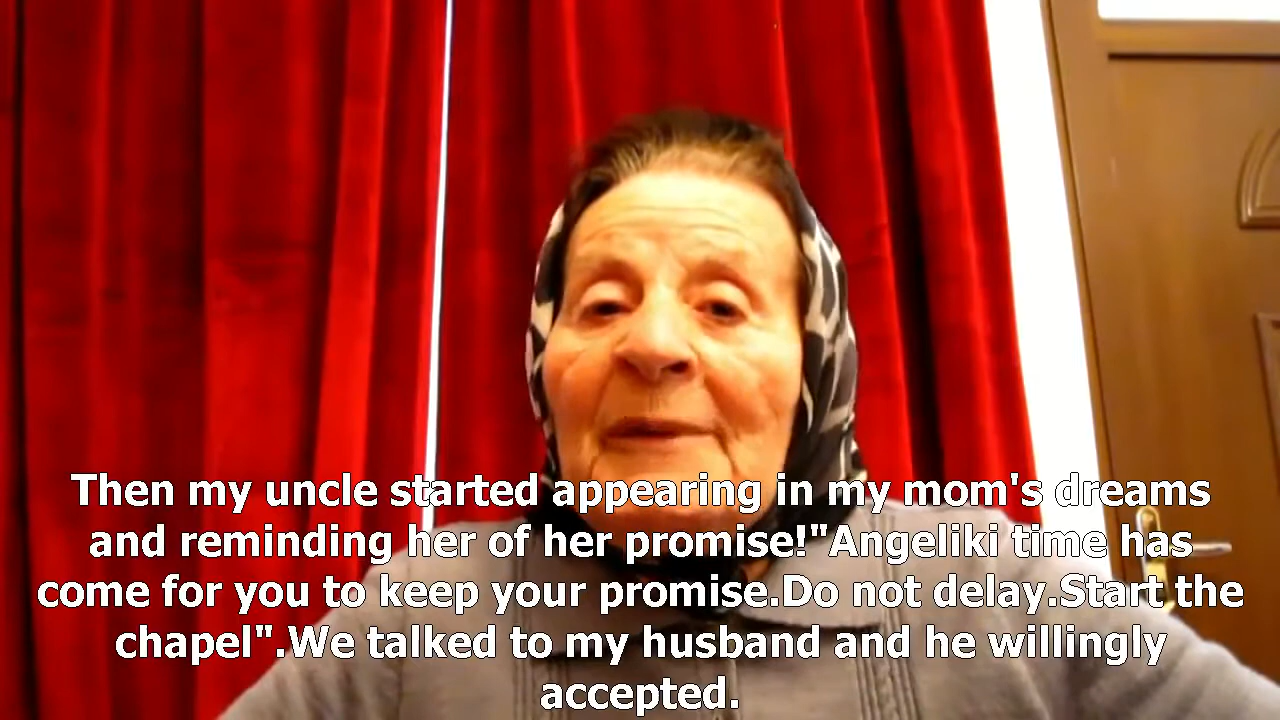 Then my uncle started appearing in my mom's dreams
and reminding her of her promise!"Angeliki time has
come for you to keep your promise.Do not delay.Start the
chapel".We talked to my husband and he willingly
accepted.